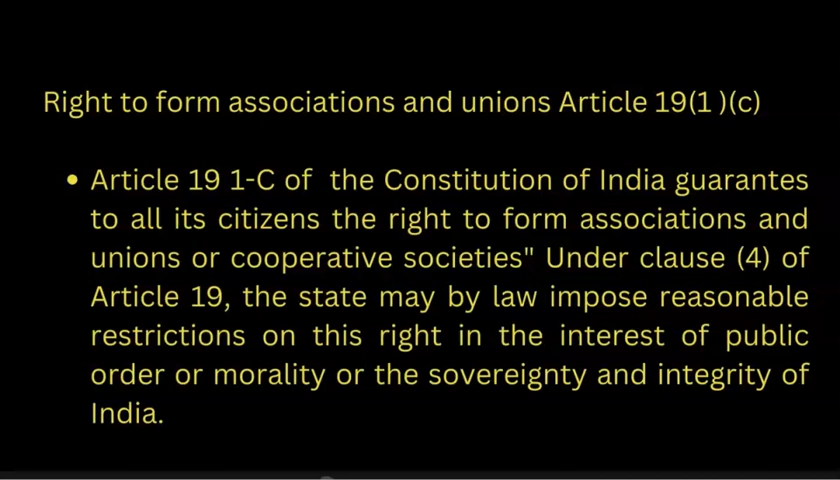 Right to form associations and unions Article 19(1 )(c)
• Article 19 1-C of the Constitution of India guarantes
to all its citizens the right to form associations and
unions or cooperative societies" Under clause (4) of
Article 19, the state may by law impose reasonable
restrictions on this right in the interest of public
order or morality or the sovereignty and integrity of
India.